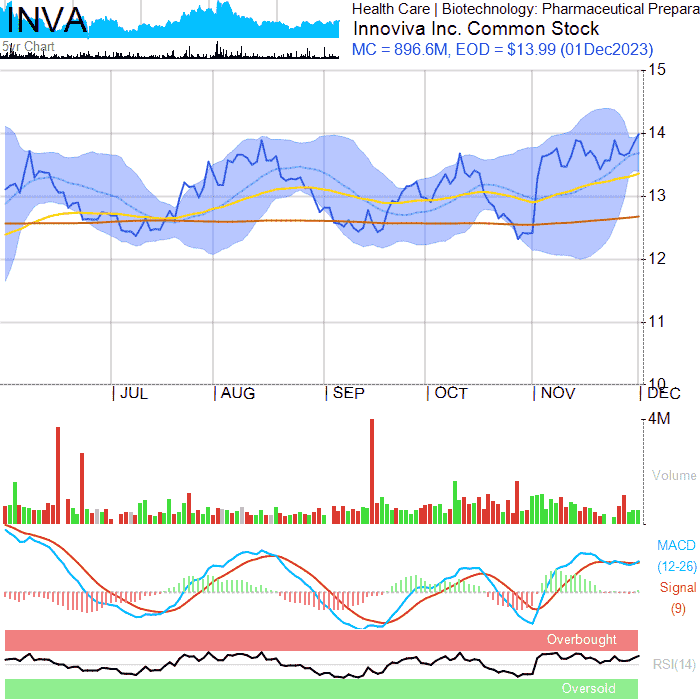 INVA
5yr Chart
Health Care | Biotechnology: Pharmaceutical Prepara
Innoviva Inc. Common Stock
MC = 896.6M, EOD = $13.99 (01Dec2023)
15
14
13
12
11
10
JUL AUG SEP OCT NOV DEC
4M
Volume
MACD
(12-26)
Signal
(9)
Overbought
RSI(14)
Oversold